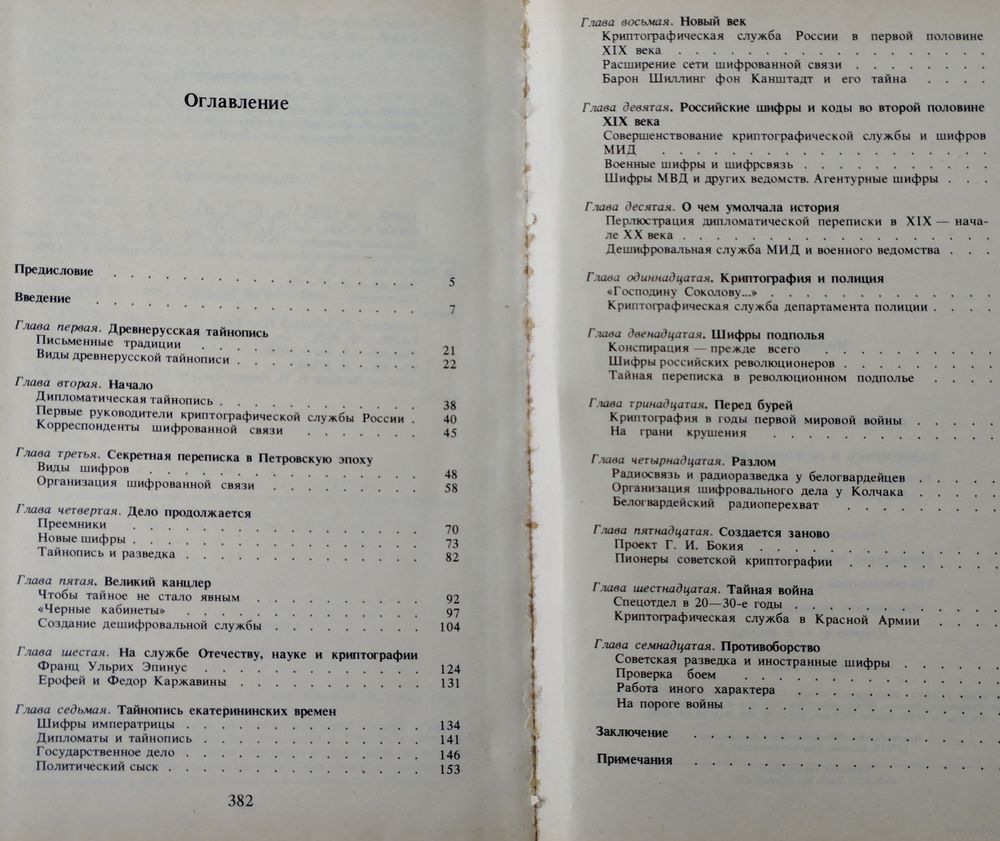 Оглавление
Предисловие . . . . . . . . . . . . . . 5
Введение . . . . . . . . . . . . . . . 7
Глава первая. Древнерусская тайнопись
Письменные традиции . . . . . . . . . . 21
Виды древнерусской тайнописи . . . . . . . . 22
Глава вторая. Начало
Дипломатическая тайнопись . . . . . . . . . 38
Первые руководители криптографической службы России . 40
Корреспонденты шифрованной связи . . . . . . 45
Глава третья. Секретная переписка в Петровскую эпоху
Виды шифров . . . . . . . . . . . . 48
Организация шифрованной связи . . . . . . . 58
Глава четвертая. Дело продолжается
Преемники . . . . . . . . . . . . . 70
Новые шифры . . . . . . . . . . . . 73
Тайнопись и разведка . . . . . . . . . . 82
Глава пятая. Великий канцлер
Чтобы тайное не стало явным . . . . . . . . 92
«Черные кабинеты» . . . . . . . . . . . 97
Создание дешифровальной службы . . . . . . . 104
Глава шестая. На службе Отечеству, науке и криптографии
Франц Ульрих Эпинус . . . . . . . . . . 124
Ерофей и Федор Каржавины . . . . . . . . 131
Глава седьмая. Тайнопись екатерининских времен
Шифры императрицы . . . . . . . . . . 134
Дипломаты и тайнопись . . . . . . . . . . 141
Государственное дело . . . . . . . . . . 146
Политический сыск . . . . . . . . . . . 153
382
Глава восьмая. Новый век
Криптографическая служба России в первой половине
XIX века . . . . . . . . . . . . . .
Расширение сети шифрованной связи . . . . . . .
Барон Шиллинг фон Канштадт и его тайна . . . .
Глава девятая. Российские шифры и коды во второй половине
XIX века
Совершенствование криптографической службы и шифров
МИД . . . . . . . . . . . . . . .
Военные шифры и шифрсвязь . . . . . . . . .
Шифры МВД и других ведомств. Агентурные шифры . . .
Глава десятая. О чем умолчала история
Перлюстрация дипломатической переписки в XIX — нача-
ле XX века . . . . . . . . . . . . . .
Дешифровальная служба МИД и военного ведомства . . .
Глава одиннадцатая. Криптография и полиция
«Господину Соколову...» . . . . . . . . . .
Криптографическая служба департамента полиции . . . .
Глава двенадцатая. Шифры подполья
Конспирация — прежде всего . . . . . . . . .
Шифры российских революционеров . . . . . . .
Тайная переписка в революционном подполье . . . .
Глава тринадцатая. Перед бурей
Криптография в годы первой мировой войны . . . . .
На грани крушения . . . . . . . . . . .
Глава четырнадцатая. Разлом
Радиосвязь и радиоразведка у белогвардейцев . . . . .
Организация шифровального дела у Колчака . . . . .
Белогвардейский радиоперехват . . . . . . . .
Глава пятнадцатая. Создается заново
Проект Г. И. Бокия . . . . . . . . . . .
Пионеры советской криптографии . . . . . . . .
Глава шестнадцатая. Тайная война
Спецотдел в 20—30-е годы . . . . . . . . . .
Криптографическая служба в Красной Армии . . . .
Глава семнадцатая. Противоборство
Советская разведка и иностранные шифры . . . . .
Проверка боем . . . . . . . . . . . .
Работа иного характера . . . . . . . . . .
На пороге войны . . . . . . . . . . . .
Заключение . . . . . . . . . . . . . .
Примечания . . . . . . . . . . . . . .